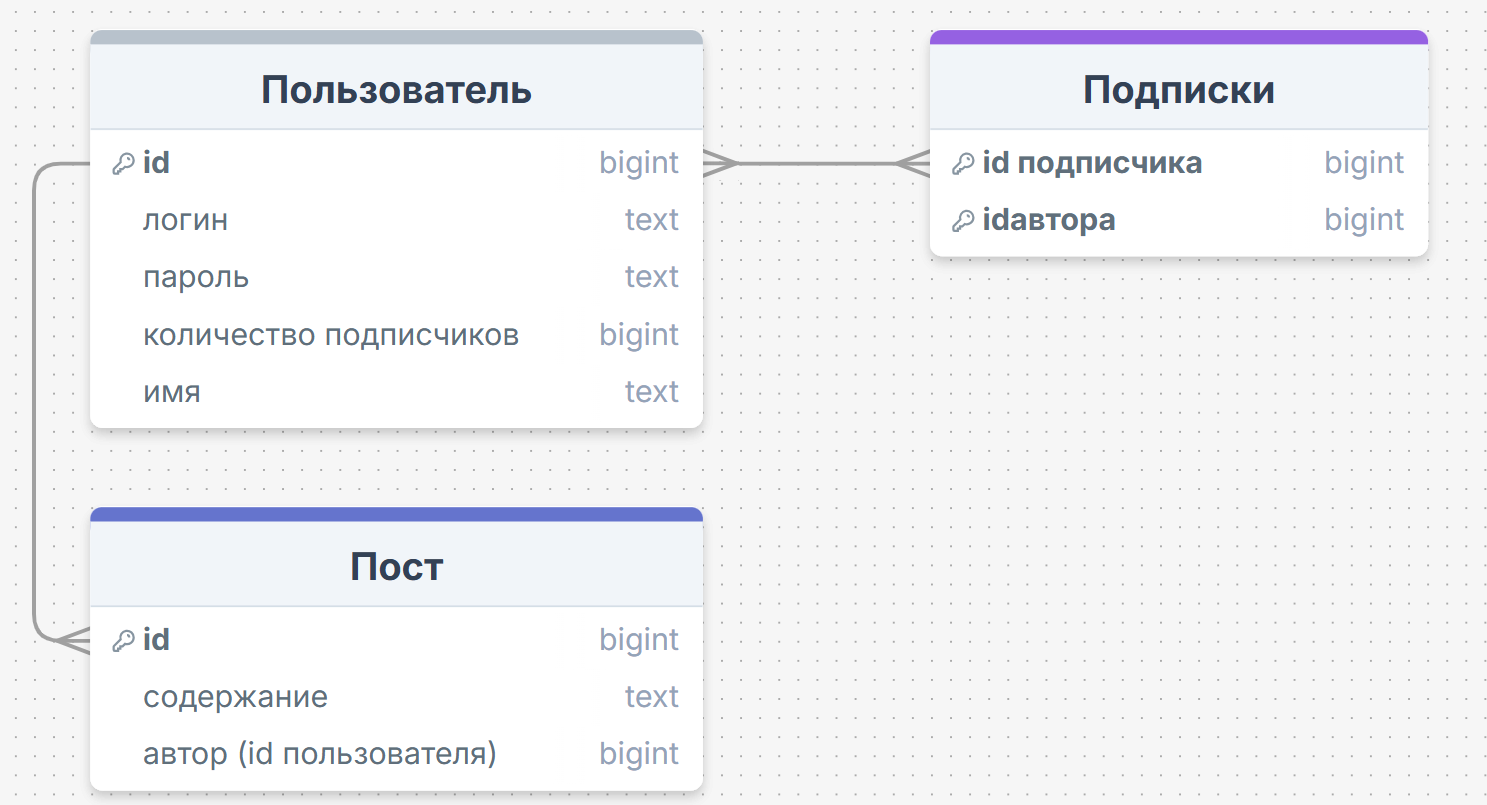 Пользователь
id bigint
логин text
пароль text
количество подписчиков bigint
имя text
Подписки
id подписчика bigint
idавтора bigint
Пост
id bigint
содержание text
автор (id пользователя) bigint